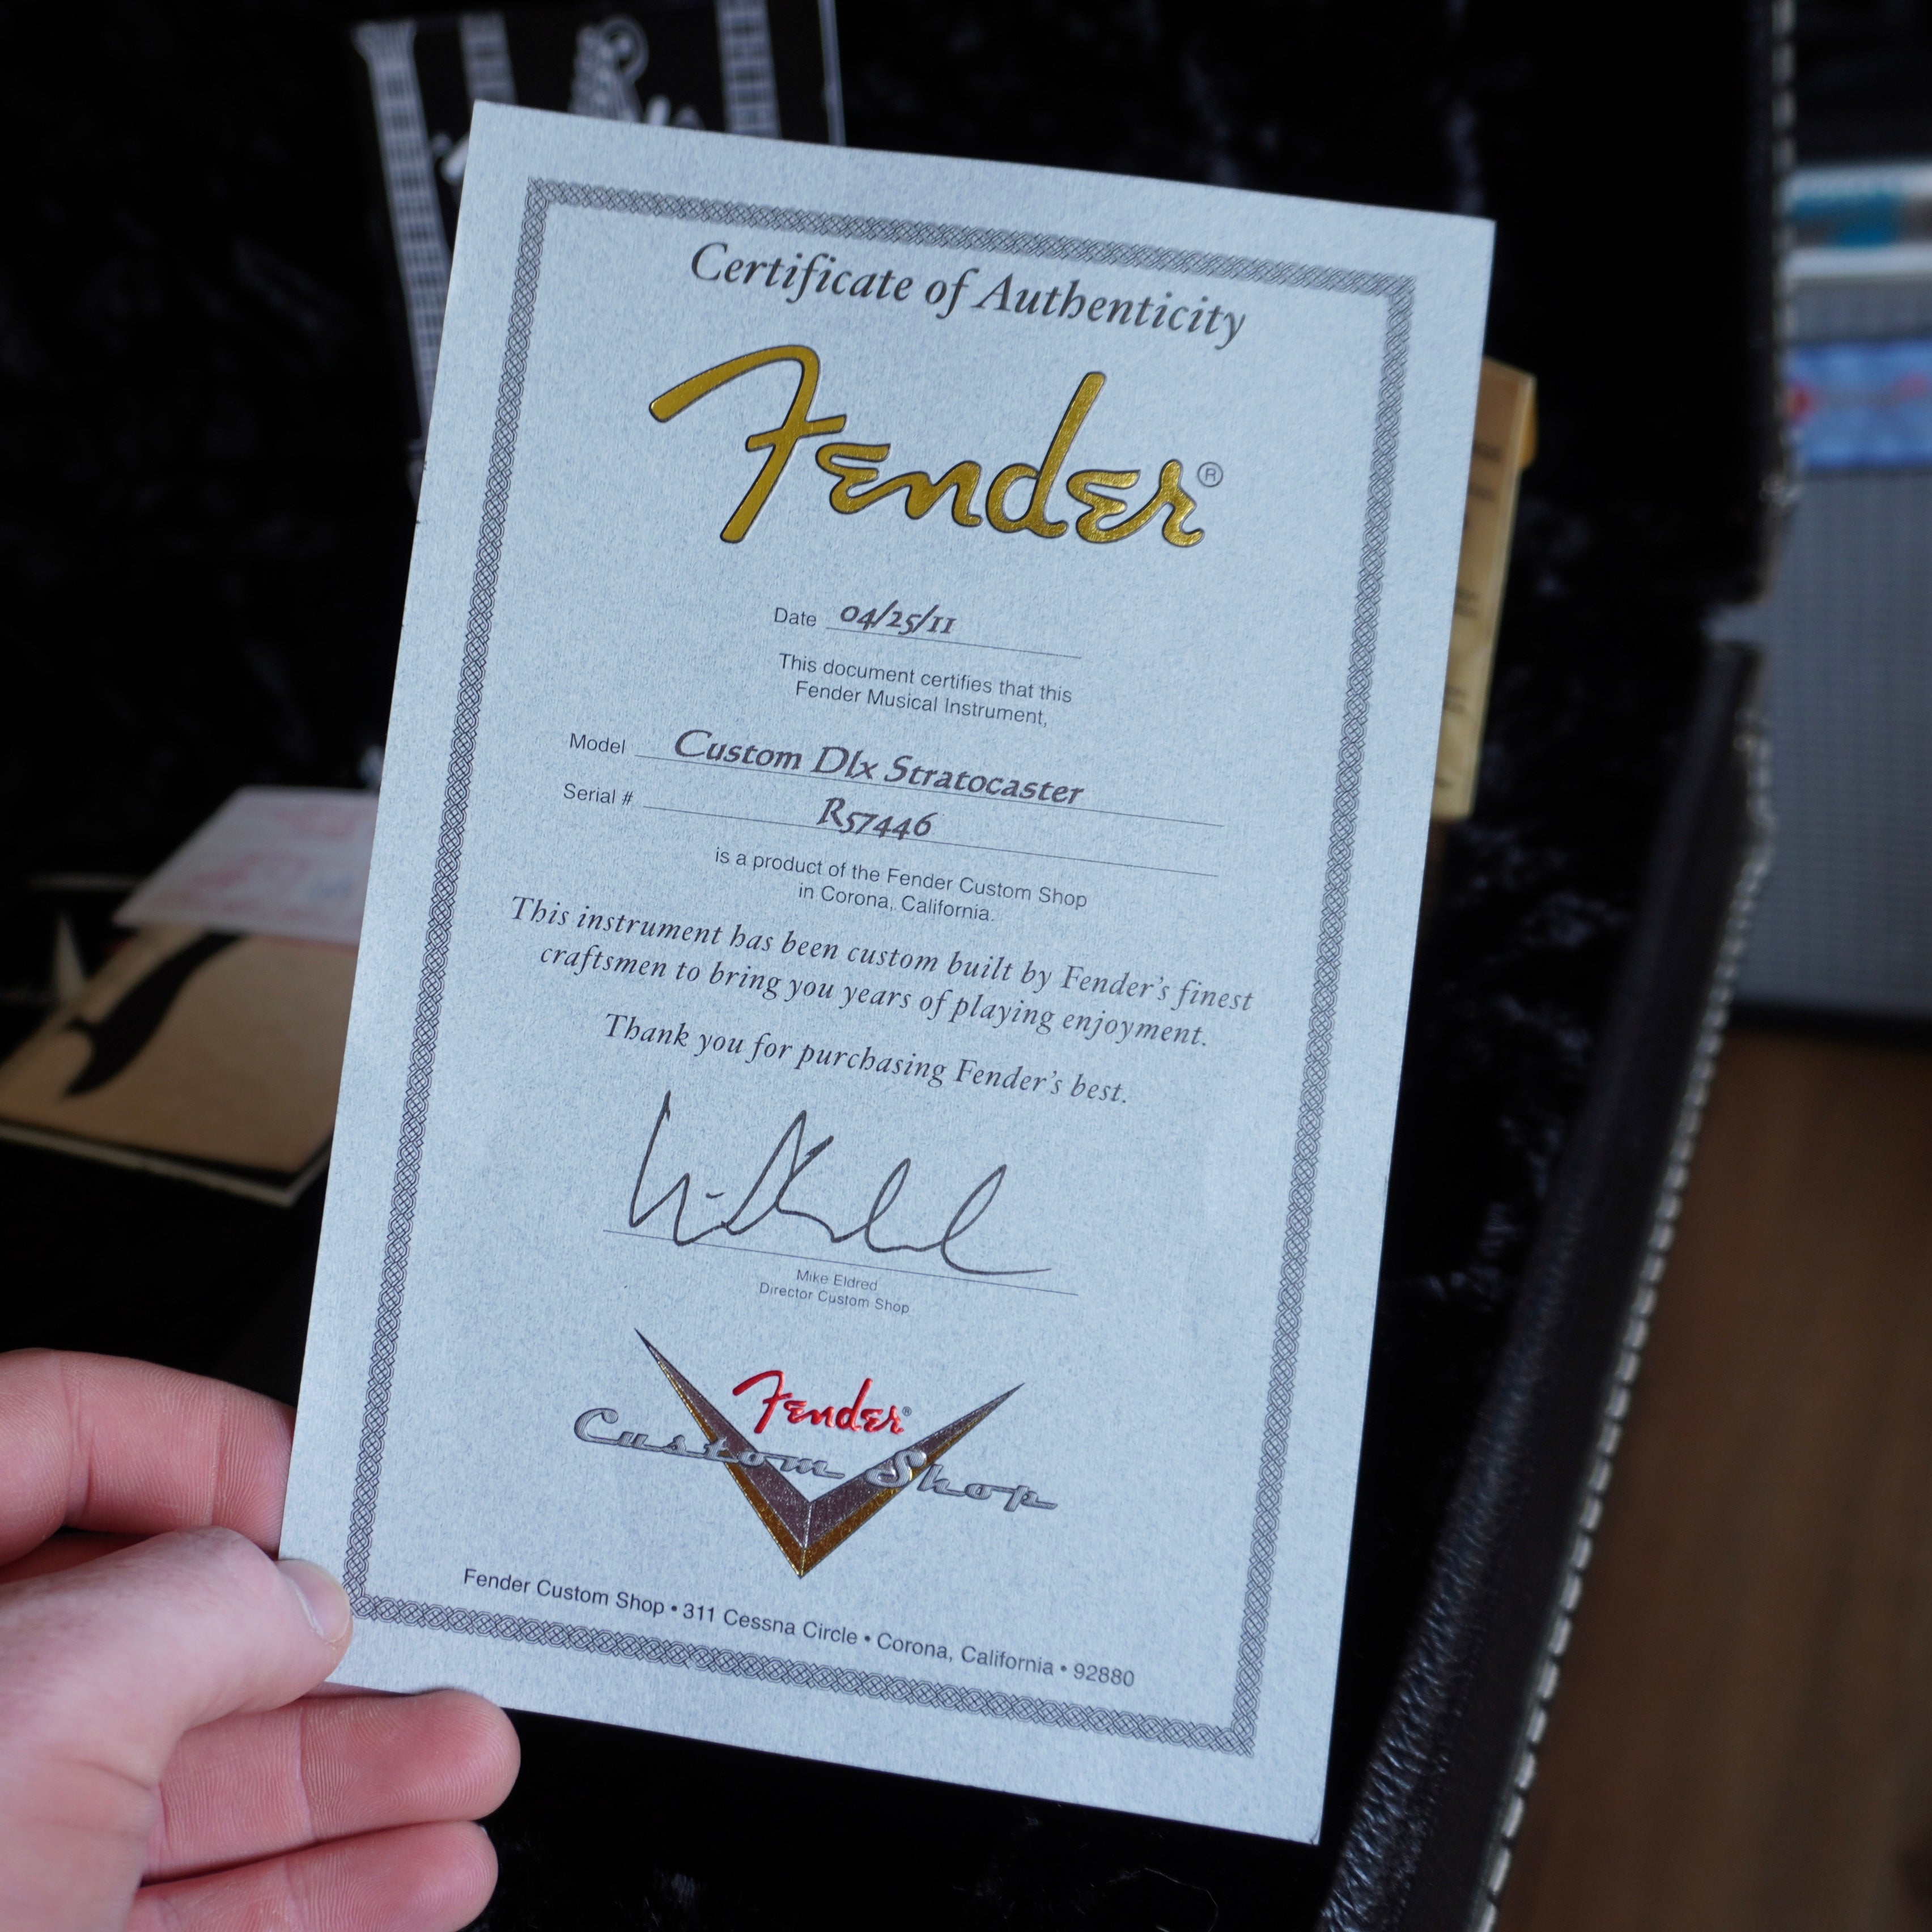 Certificate of Authenticity
Fender®
Date 04/25/11
This document certifies that this
Fender Musical Instrument,
Model Custom Dlx Stratocaster
Serial # R57446
is a product of the Fender Custom Shop
in Corona, California.
This instrument has been custom built by Fender's finest
craftsmen to bring you years of playing enjoyment.
Thank you for purchasing Fender's best.
Mike Eldred
Director Custom Shop
Fender®
Custom Shop
Fender Custom Shop • 311 Cessna Circle • Corona, California • 92880